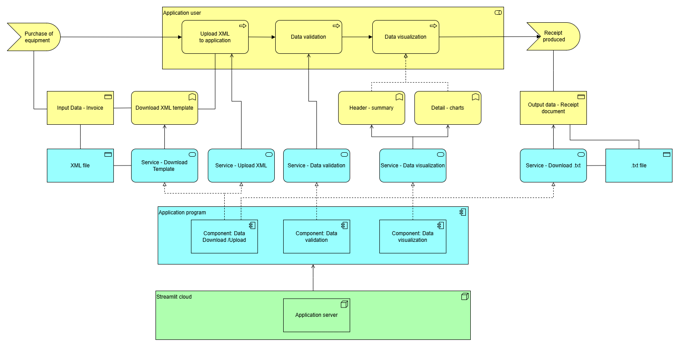 Application user
Purchase of
equipment
Upload XML
to application
Data validation
Data visualization
Receipt
produced
Input Data - Invoice
Download XML template
Header - summary
Detail - charts
Output data - Receipt
document
XML file
Service - Download
Template
Service - Upload XML
Service - Data validation
Service - Data visualization
Service - Download .txt
.txt file
Application program
Component: Data
Download /Upload
Component: Data
validation
Component: Data
visualization
Streamlit cloud
Application server